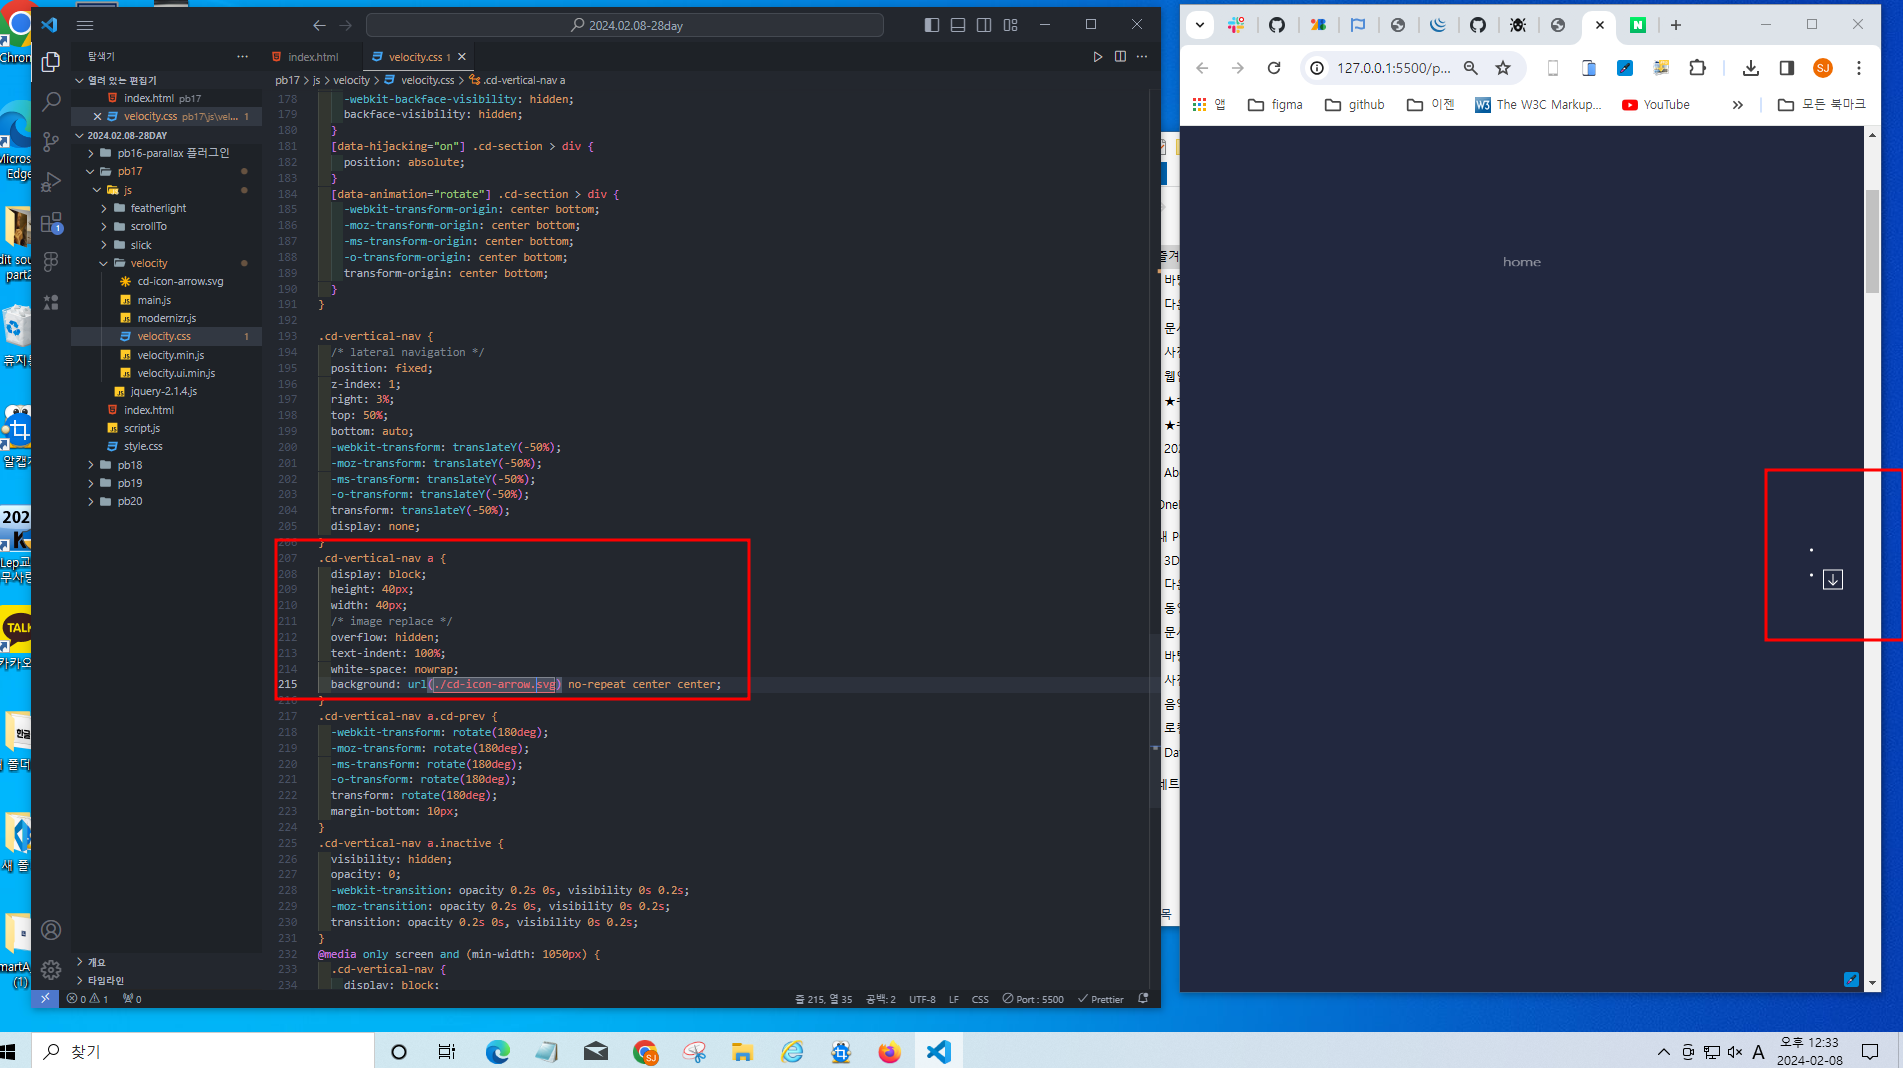 2024.02.08-28day
탐색기
index.html
velocity.css 1
열려 있는 편집기
index.html pb17
velocity.css pb17\js\vel... 1
2024.02.08-28DAY
pb16-parallax 플러그인
pb17
js
featherlight
scrollTo
slick
velocity
cd-icon-arrow.svg
main.js
modernizr.js
velocity.css 1
velocity.min.js
velocity.ui.min.js
jquery-2.1.4.js
index.html
script.js
style.css
pb18
pb19
pb20
개요
타임라인
pb17 > js > velocity > velocity.css > .cd-vertical-nav a
178 -webkit-backface-visibility: hidden;
179 backface-visibility: hidden;
180 }
181 [data-hijacking="on"] .cd-section > div {
182 position: absolute;
183 }
184 [data-animation="rotate"] .cd-section > div {
185 -webkit-transform-origin: center bottom;
186 -moz-transform-origin: center bottom;
187 -ms-transform-origin: center bottom;
188 -o-transform-origin: center bottom;
189 transform-origin: center bottom;
190 }
191 }
192
193 .cd-vertical-nav {
194 /* lateral navigation */
195 position: fixed;
196 z-index: 1;
197 right: 3%;
198 top: 50%;
199 bottom: auto;
200 -webkit-transform: translateY(-50%);
201 -moz-transform: translateY(-50%);
202 -ms-transform: translateY(-50%);
203 -o-transform: translateY(-50%);
204 transform: translateY(-50%);
205 display: none;
206 }
207 .cd-vertical-nav a {
208 display: block;
209 height: 40px;
210 width: 40px;
211 /* image replace */
212 overflow: hidden;
213 text-indent: 100%;
214 white-space: nowrap;
215 background: url(./cd-icon-arrow.svg) no-repeat center center;
216 }
217 .cd-vertical-nav a.cd-prev {
218 -webkit-transform: rotate(180deg);
219 -moz-transform: rotate(180deg);
220 -ms-transform: rotate(180deg);
221 -o-transform: rotate(180deg);
222 transform: rotate(180deg);
223 margin-bottom: 10px;
224 }
225 .cd-vertical-nav a.inactive {
226 visibility: hidden;
227 opacity: 0;
228 -webkit-transition: opacity 0.2s 0s, visibility 0s 0.2s;
229 -moz-transition: opacity 0.2s 0s, visibility 0s 0.2s;
230 transition: opacity 0.2s 0s, visibility 0s 0.2s;
231 }
232 @media only screen and (min-width: 1050px) {
233 .cd-vertical-nav {
234 display: block;
0 1 0
줄 215, 열 35 공백: 2 UTF-8 LF CSS Port : 5500 Prettier
127.0.0.1:5500/p...
SJ
앱 figma github 이젠 The W3C Markup... YouTube » 모든 북마크
home
찾기
A
오후 12:33
2024-02-08